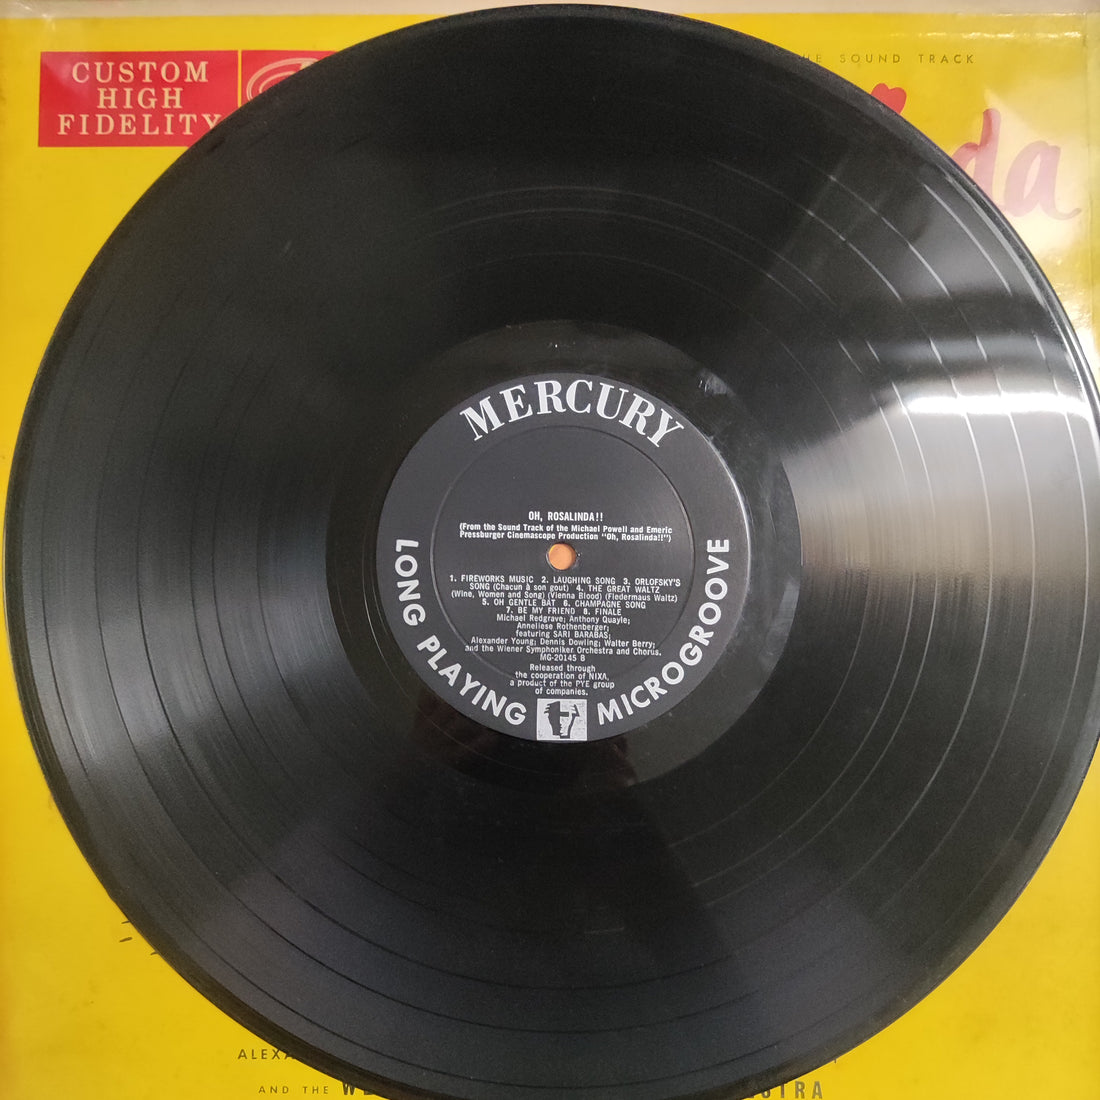 CUSTOM
HIGH
FIDELITY
SOUND TRACK
da
MERCURY
OH, ROSALINDA!!
(From the Sound Track of the Michael Powell and Emeric
Pressburger Cinemascope Production "Oh, Rosalinda!!")
1. FIREWORKS MUSIC 2. LAUGHING SONG 3. ORLOFSKY'S
SONG (Chacun à son gout) 4. THE GREAT WALTZ
(Wine, Women and Song) (Vienna Blood) (Fledermaus Waltz)
5. OH GENTLE BAT 6. CHAMPAGNE SONG
7. BE MY FRIEND 8. FINALE
Michael Redgrave; Anthony Quayle;
Anneliese Rothenberger;
featuring SARI BARABAS;
Alexander Young; Dennis Dowling; Walter Berry;
and the Wiener Symphoniker Orchestra and Chorus.
MG-20145 B
Released through
the cooperation of NIXA,
a product of the PYE group
of companies.
LONG PLAYING MICROGROOVE
ALEXA
AND THE
STRA